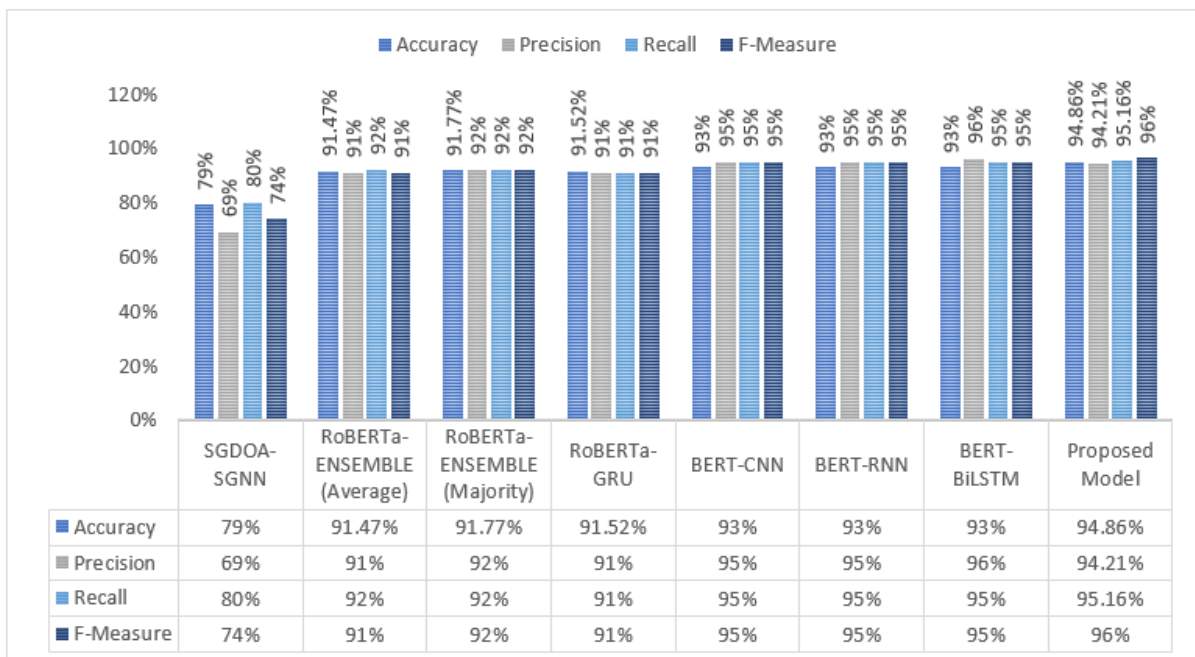 Accuracy Precision Recall F-Measure
120%
100%
80%
60%
40%
20%
0%
79% 69% 80% 74% 91.47% 91% 92% 91% 91.77% 92% 92% 92% 91.52% 91% 91% 91% 93% 95% 95% 95% 93% 95% 95% 95% 93% 96% 95% 95% 94.86% 94.21% 95.16% 96%
SGDOA-
SGNN
RoBERTa-
ENSEMBLE
(Average)
RoBERTa-
ENSEMBLE
(Majority)
RoBERTa-
GRU
BERT-CNN
BERT-RNN
BERT-
BiLSTM
Proposed
Model
Accuracy 79% 91.47% 91.77% 91.52% 93% 93% 93% 94.86%
Precision 69% 91% 92% 91% 95% 95% 96% 94.21%
Recall 80% 92% 92% 91% 95% 95% 95% 95.16%
F-Measure 74% 91% 92% 91% 95% 95% 95% 96%